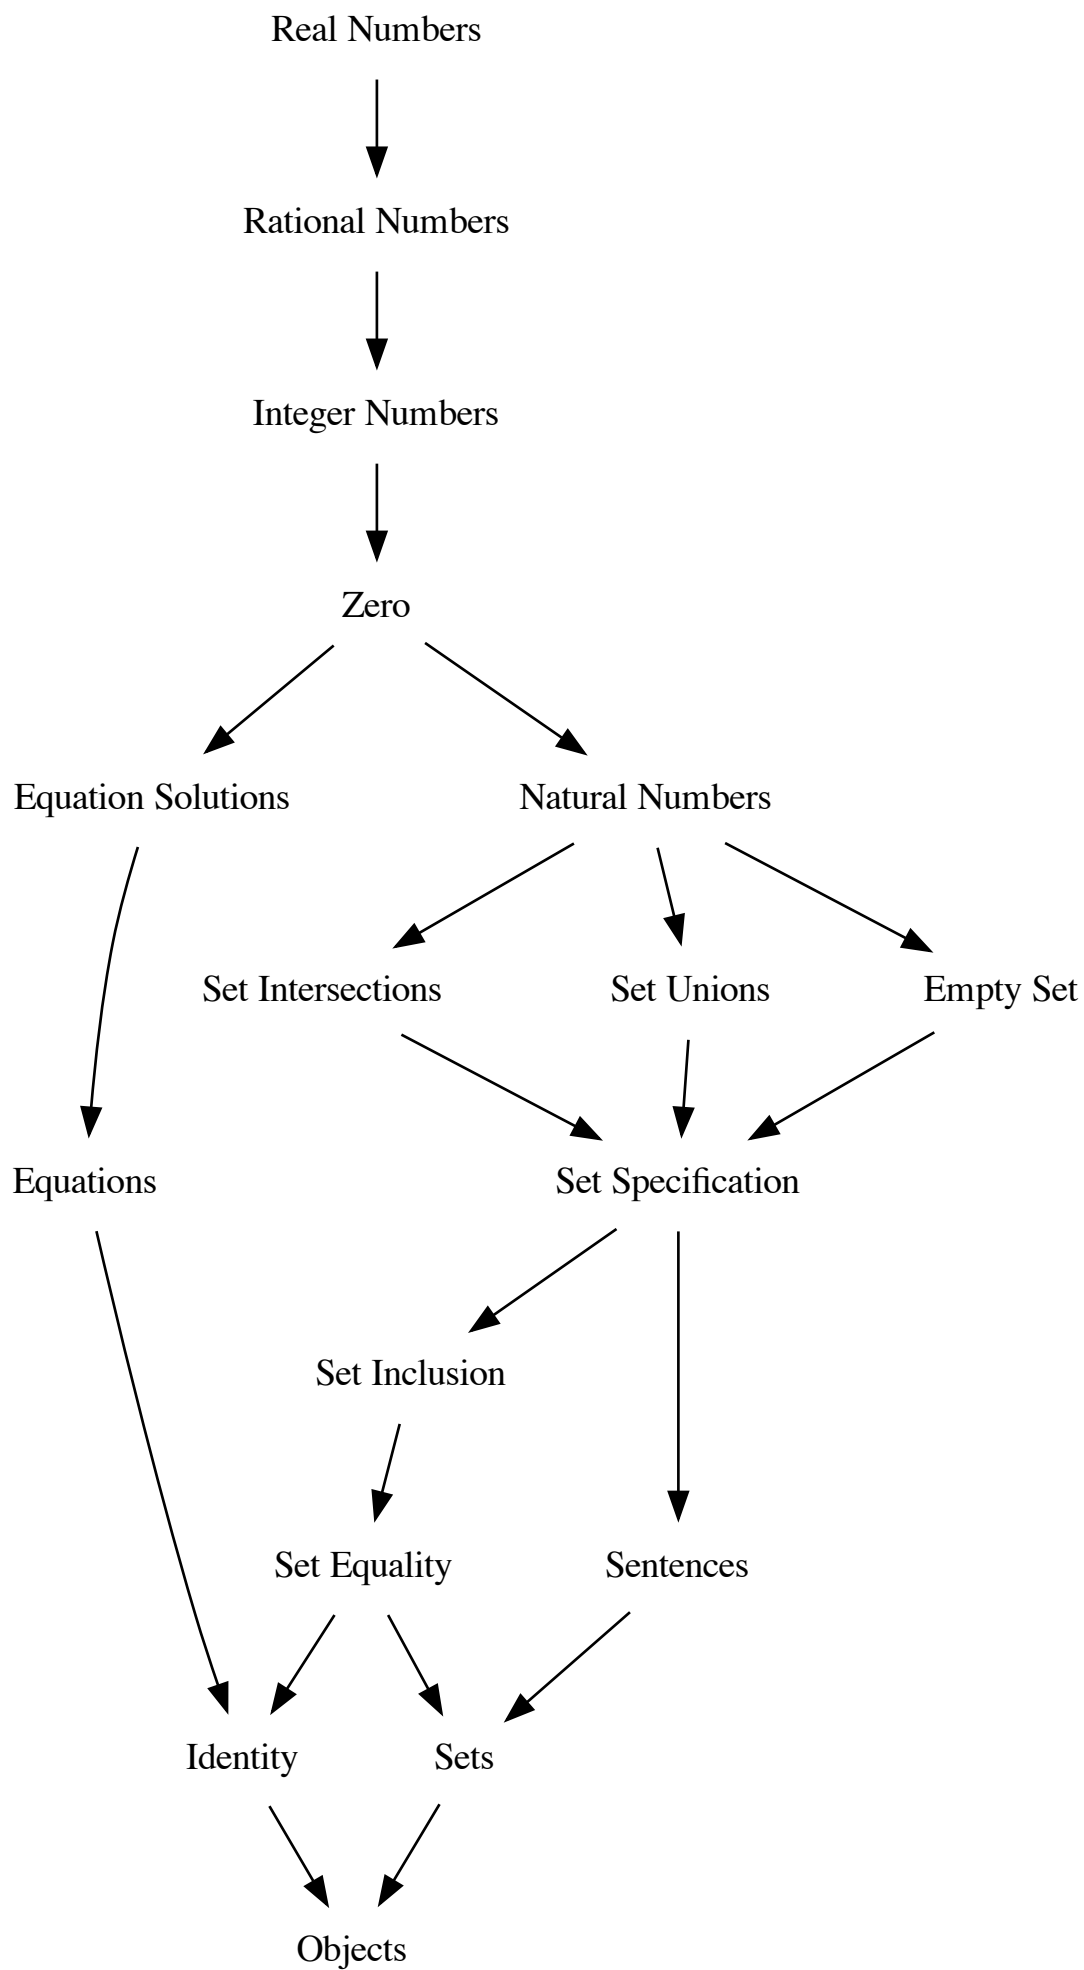 Real Numbers
Rational Numbers
Integer Numbers
Zero
Equation Solutions
Natural Numbers
Set Intersections
Set Unions
Empty Set
Equations
Set Specification
Set Inclusion
Set Equality
Sentences
Identity
Sets
Objects